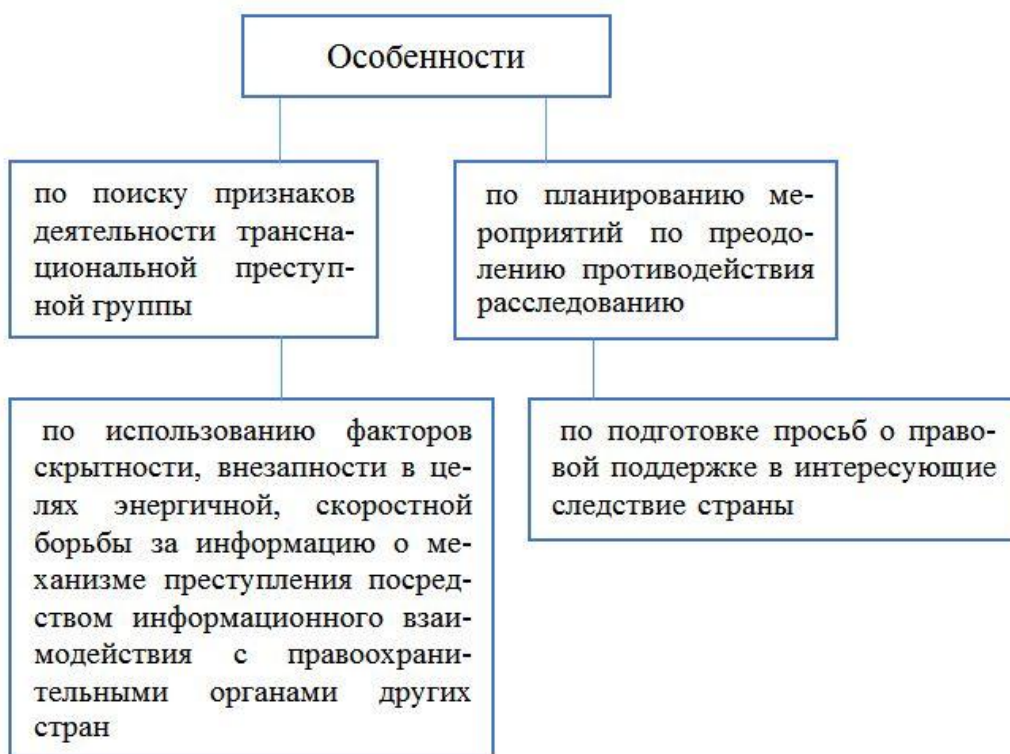 Особенности
по поиску признаков
деятельности транснa-
циональной преступ-
ной группы
по планированию ме-
роприятий по преодо-
лению противодействия
расследованию
по использованию факторов
скрытности, внезапности в це-
лях энергичной, скоростной
борьбы за информацию о ме-
ханизме преступления посред-
ством информационного взаи-
модействия с правоохрани-
тельными органами других
стран
по подготовке просьб о право-
вой поддержке в интересующие
следствие страны